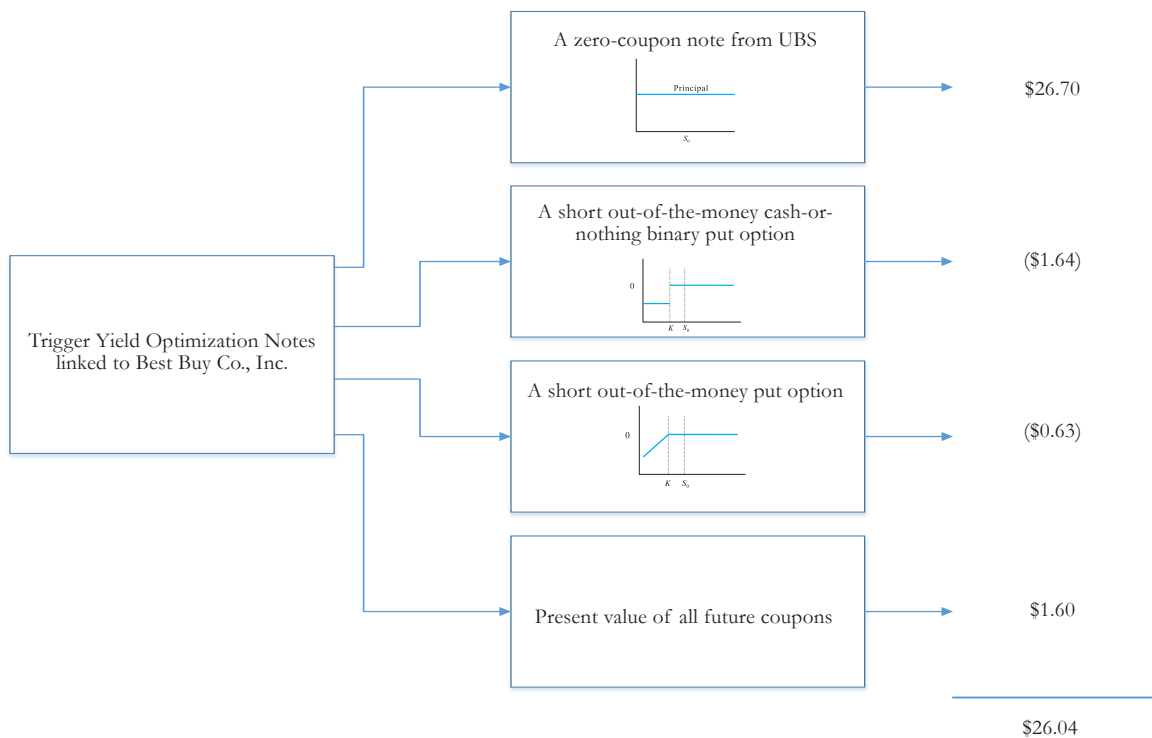 A zero-coupon note from UBS
Principal
S0
$26.70
A short out-of-the-money cash-or-
nothing binary put option
0
K S0
($1.64)
Trigger Yield Optimization Notes
linked to Best Buy Co., Inc.
A short out-of-the-money put option
0
K S0
($0.63)
Present value of all future coupons
$1.60
$26.04